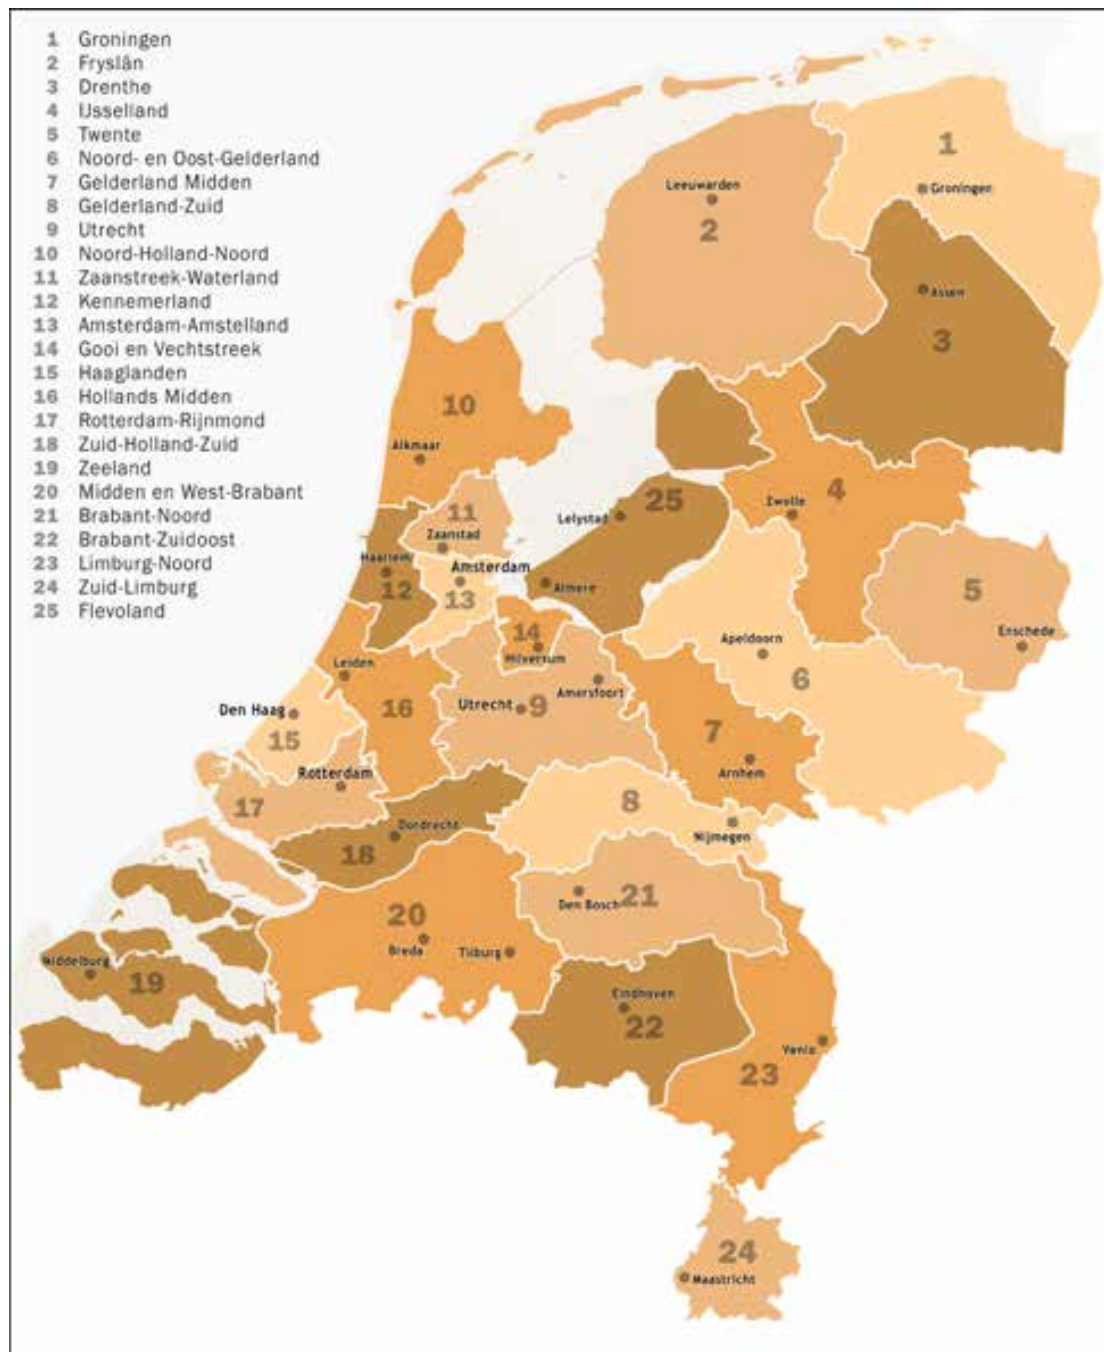 1 Groningen
2 Fryslân
3 Drenthe
4 IJsselland
5 Twente
6 Noord- en Oost-Gelderland
7 Gelderland Midden
8 Gelderland-Zuid
9 Utrecht
10 Noord-Holland-Noord
11 Zaanstreek-Waterland
12 Kennemerland
13 Amsterdam-Amstelland
14 Gooi en Vechtstreek
15 Haaglanden
16 Hollands Midden
17 Rotterdam-Rijnmond
18 Zuid-Holland-Zuid
19 Zeeland
20 Midden en West-Brabant
21 Brabant-Noord
22 Brabant-Zuidoost
23 Limburg-Noord
24 Zuid-Limburg
25 Flevoland
1
Groningen
Leeuwarden
2
Assen
3
10
Alkmaar
25
Lelystad
4
Zwolle
11
Zaanstad
Haarlem
12
Amsterdam
13
Almere
5
Enschede
14
Hilversum
Apeldoorn
6
Leiden
16
Amersfoort
Utrecht
9
Den Haag
15
7
Arnhem
Rotterdam
17
8
Nijmegen
Dordrecht
18
Den Bosch
21
20
Breda
Tilburg
Middelburg
19
Eindhoven
22
Venlo
23
24
Maastricht